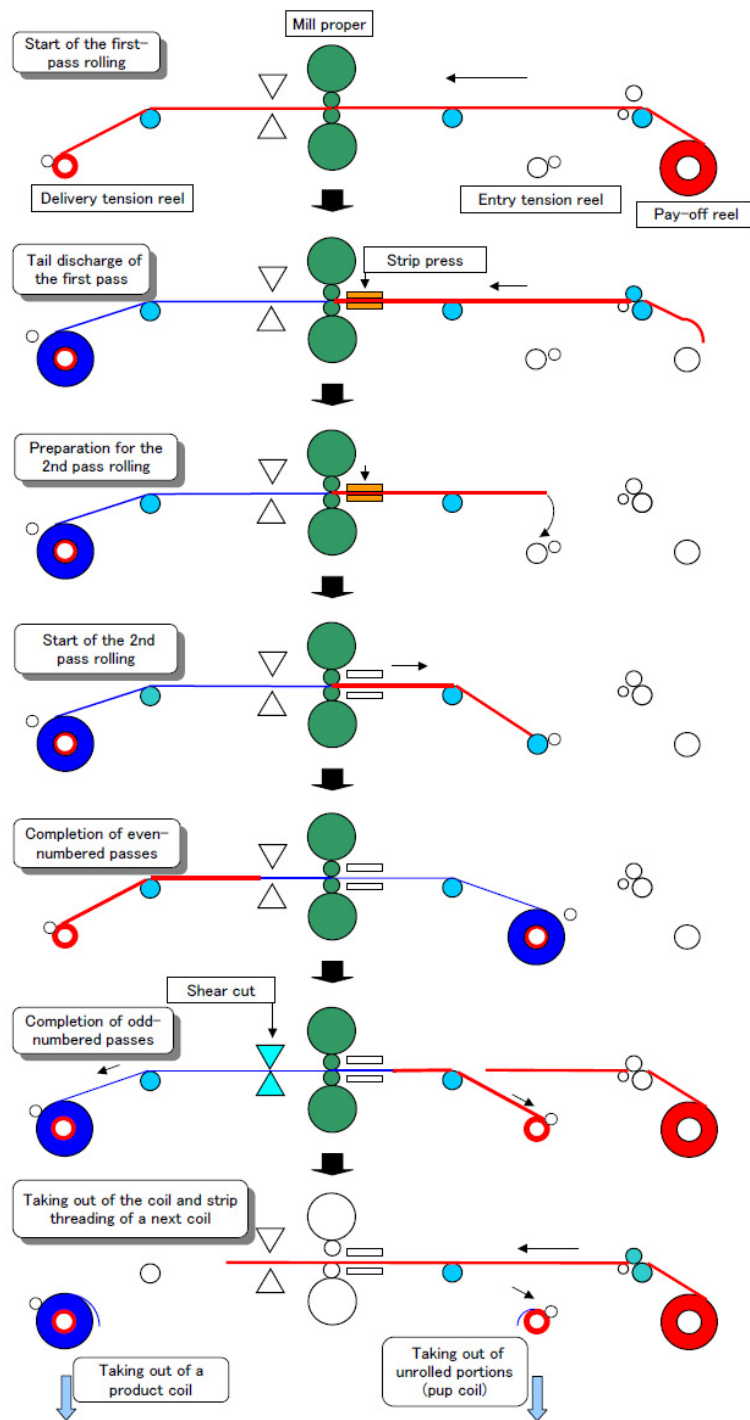 Mill proper
Start of the first-
pass rolling
Delivery tension reel
Entry tension reel
Pay-off reel
Tail discharge of
the first pass
Strip press
Preparation for the
2nd pass rolling
Start of the 2nd
pass rolling
Completion of even-
numbered passes
Shear cut
Completion of odd-
numbered passes
Taking out of the coil and strip
threading of a next coil
Taking out of a
product coil
Taking out of
unrolled portions
(pup coil)